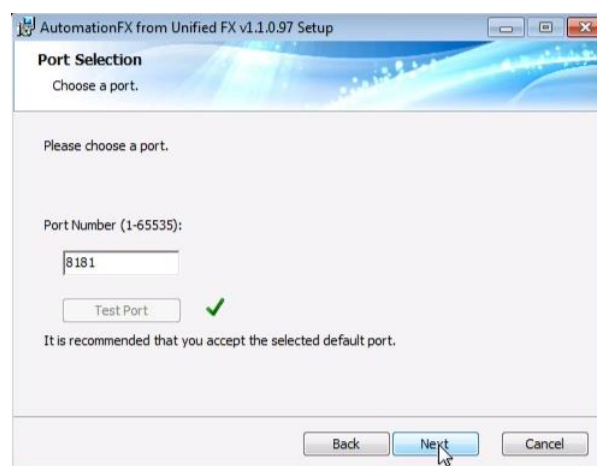 AutomationFX from Unified FX v1.1.0.97 Setup
Port Selection
Choose a port.
Please choose a port.
Port Number (1-65535):
8181
Test Port
It is recommended that you accept the selected default port.
Back Next Cancel